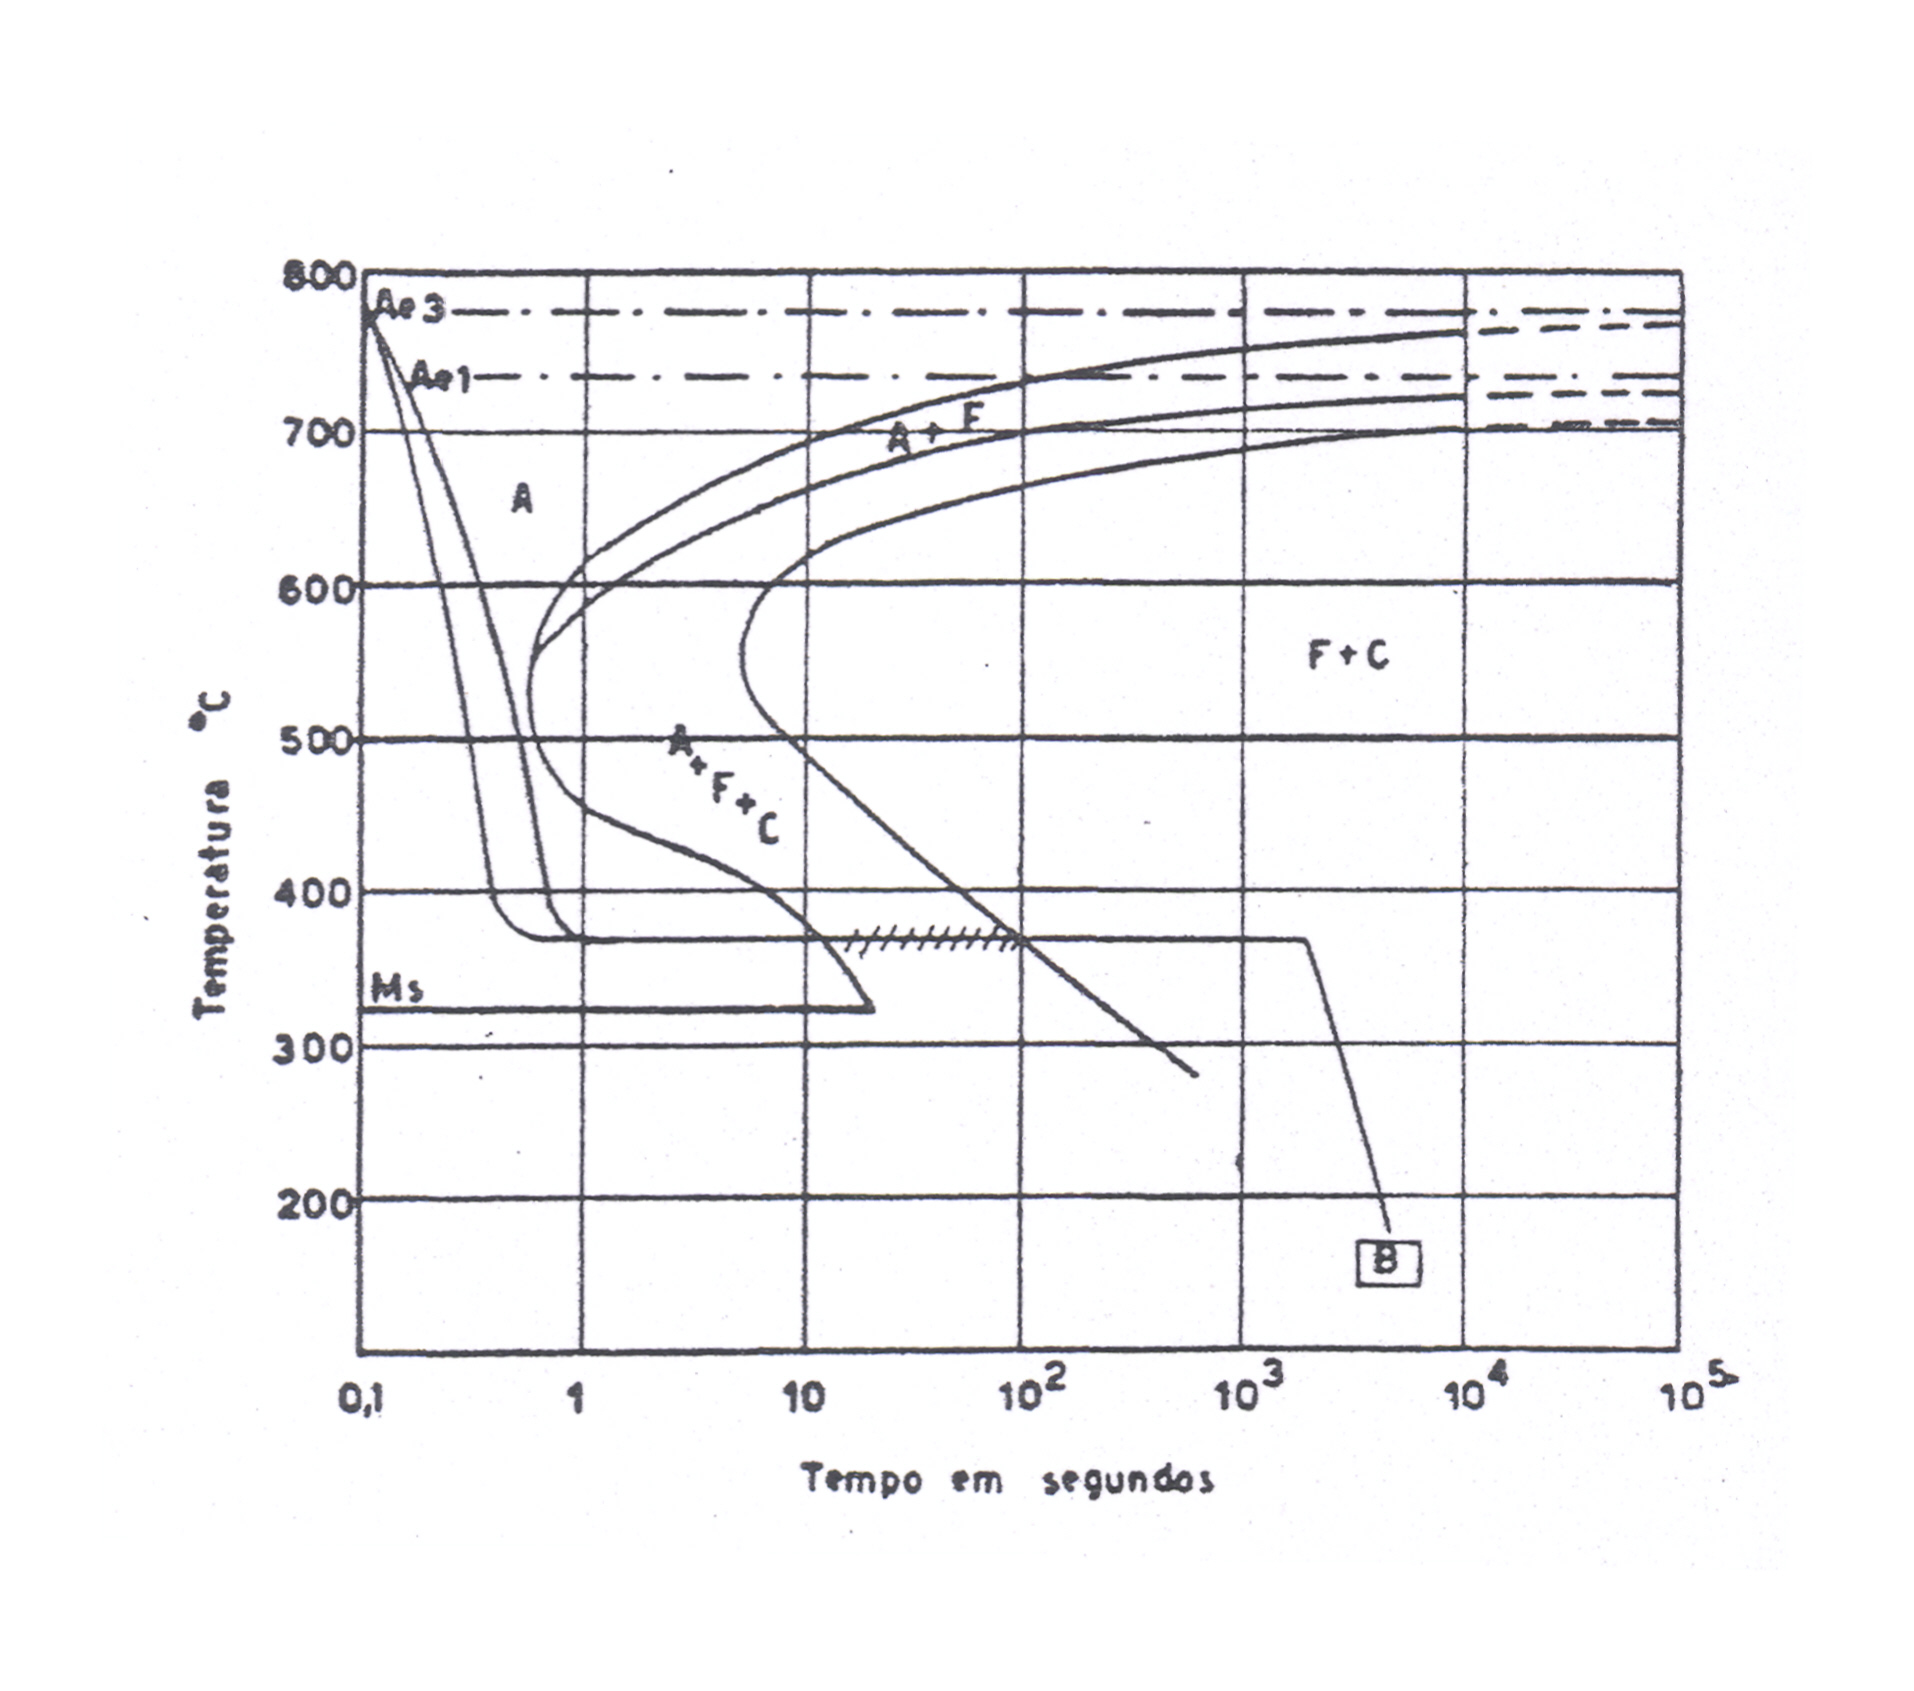 800
Ae3
Ae1
700
A + F
A
600
F+C
500
A+F+C
400
Ms
300
200
B
0,1 1 10 10² 10³ 10⁴ 10⁵
Temperatura °C
Tempo em segundos